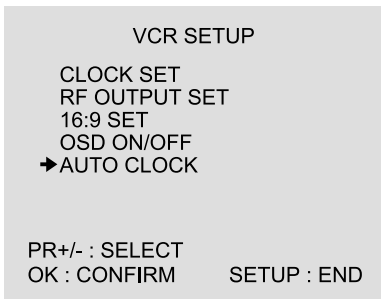 VCR SETUP
CLOCK SET
RF OUTPUT SET
16:9 SET
OSD ON/OFF
➔AUTO CLOCK
PR+/- : SELECT
OK : CONFIRM SETUP : END